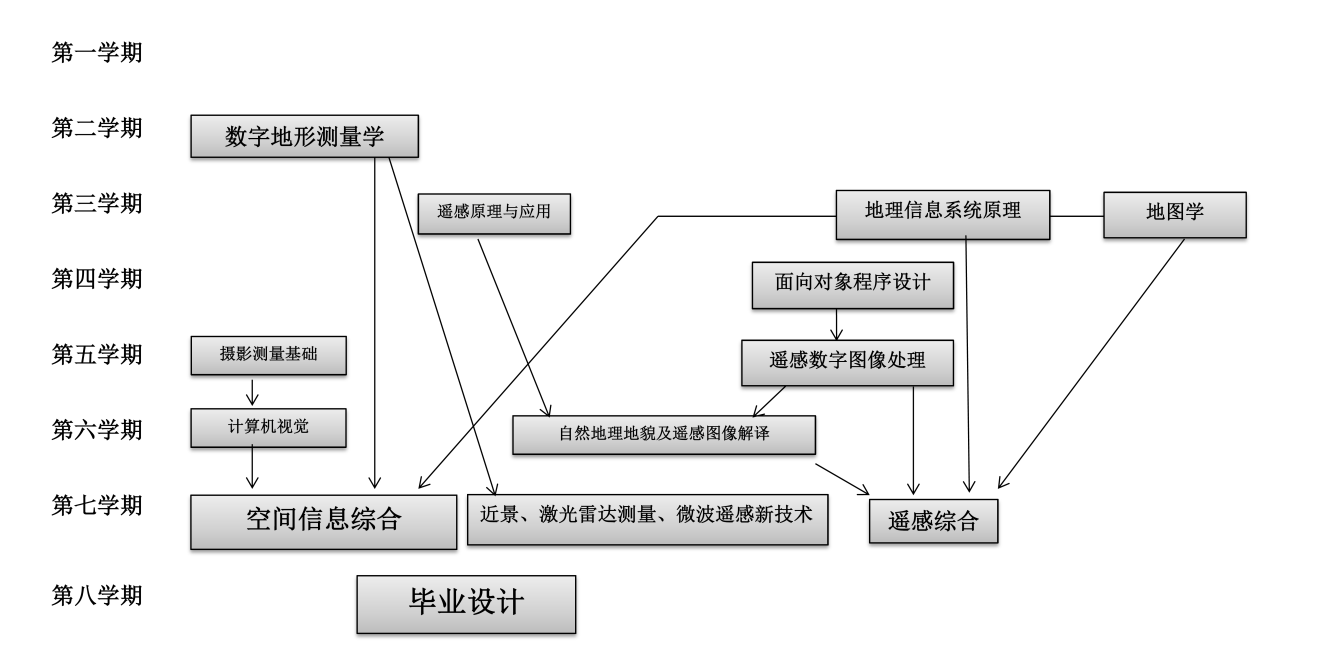 第一学期
第二学期
数字地形测量学
第三学期
遥感原理与应用
地理信息系统原理
地图学
第四学期
面向对象程序设计
第五学期
摄影测量基础
遥感数字图像处理
第六学期
计算机视觉
自然地理地貌及遥感图像解译
第七学期
空间信息综合
近景、激光雷达测量、微波遥感新技术
遥感综合
第八学期
毕业设计